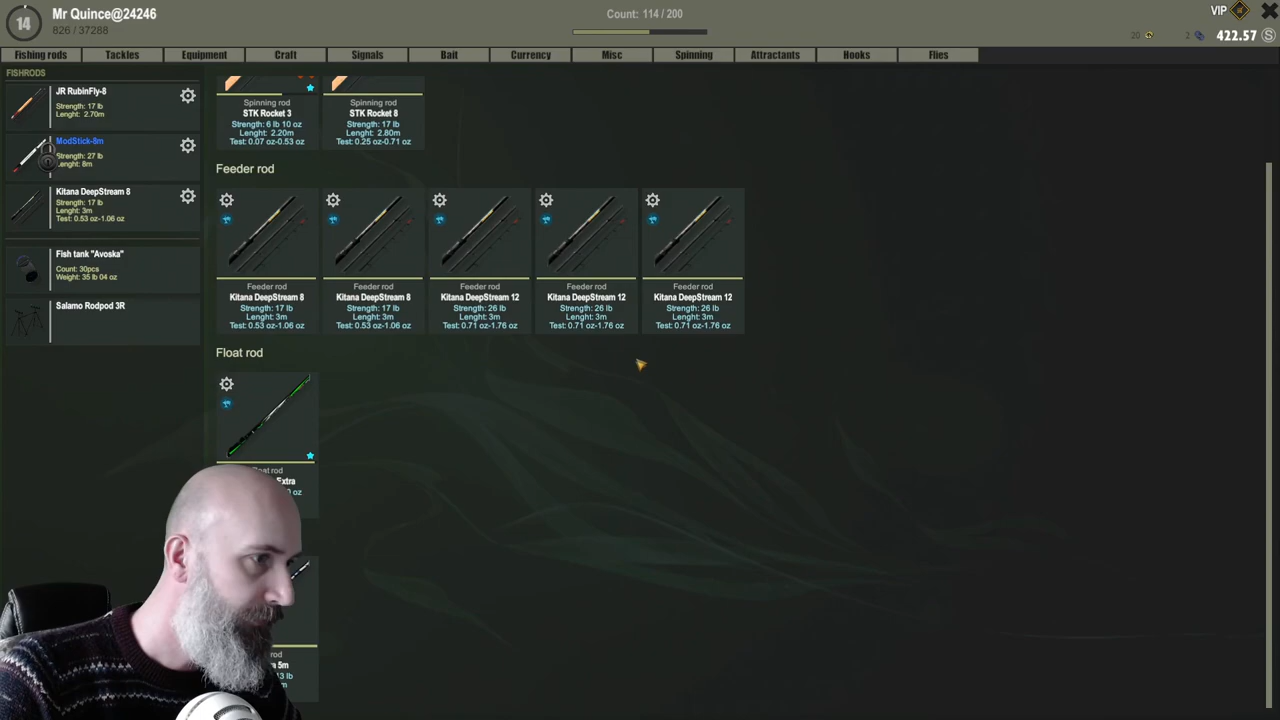 14
Mr Quince@24246
826 / 37288
Count: 114 / 200
VIP
20
2
422.57 S
Fishing rods Tackles Equipment Craft Signals Bait Currency Misc Spinning Attractants Hooks Flies
FISHRODS
JR RubinFly-8
Strength: 17 lb
Lenght: 2.70m
ModStick-8m
Strength: 27 lb
Lenght: 8m
Kitana DeepStream 8
Strength: 17 lb
Lenght: 3m
Test: 0.53 oz-1.06 oz
Fish tank "Avoska"
Count: 30pcs
Weight: 35 lb 04 oz
Salamo Rodpod 3R
Spinning rod
STK Rocket 3
Strength: 6 lb 10 oz
Lenght: 2.20m
Test: 0.07 oz-0.53 oz
Spinning rod
STK Rocket 8
Strength: 17 lb
Lenght: 2.80m
Test: 0.25 oz-0.71 oz
Feeder rod
Feeder rod
Kitana DeepStream 8
Strength: 17 lb
Lenght: 3m
Test: 0.53 oz-1.06 oz
Feeder rod
Kitana DeepStream 8
Strength: 17 lb
Lenght: 3m
Test: 0.53 oz-1.06 oz
Feeder rod
Kitana DeepStream 12
Strength: 26 lb
Lenght: 3m
Test: 0.71 oz-1.76 oz
Feeder rod
Kitana DeepStream 12
Strength: 26 lb
Lenght: 3m
Test: 0.71 oz-1.76 oz
Feeder rod
Kitana DeepStream 12
Strength: 26 lb
Lenght: 3m
Test: 0.71 oz-1.76 oz
Float rod
rod
Extra
oz
rod
5m
13 lb